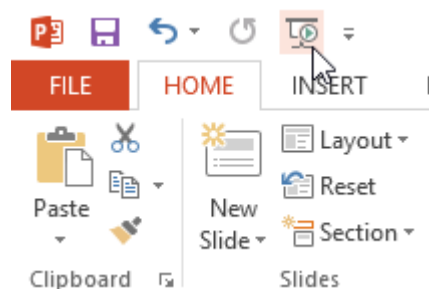 P
FILE HOME INSERT
Paste
New
Slide
Layout
Reset
Section
Clipboard
Slides